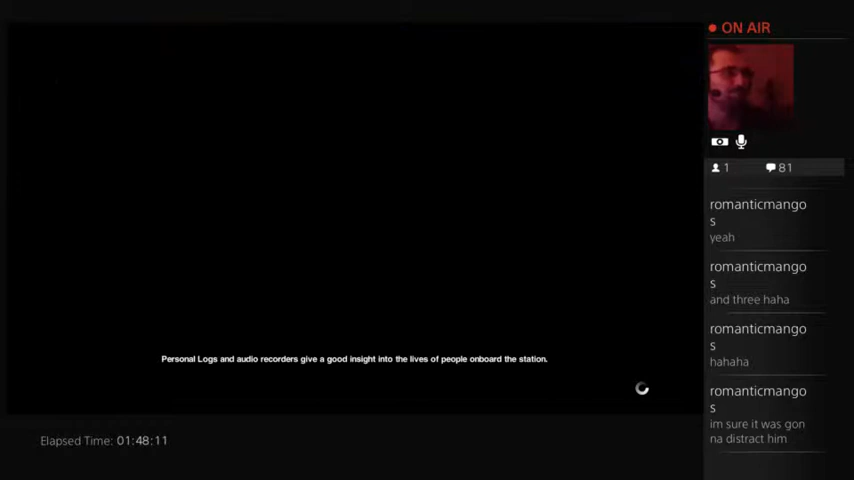 ON AIR
1 81
romanticmango
s
yeah
romanticmango
s
and three haha
romanticmango
s
hahaha
romanticmango
s
im sure it was gon
na distract him
Personal Logs and audio recorders give a good insight into the lives of people onboard the station.
Elapsed Time: 01:48:11